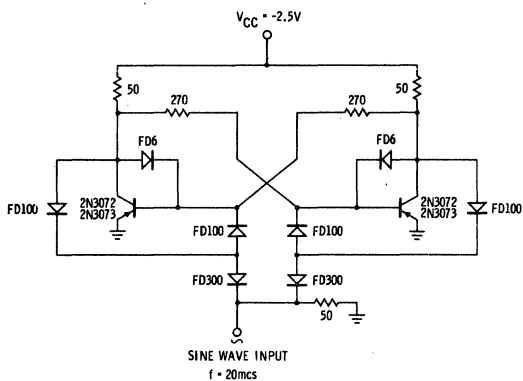 VCC = -2.5V
50
50
270
270
FD6
FD6
FD100
2N3072
2N3073
2N3072
2N3073
FD100
FD100
FD100
FD300
FD300
50
SINE WAVE INPUT
f = 20mcs